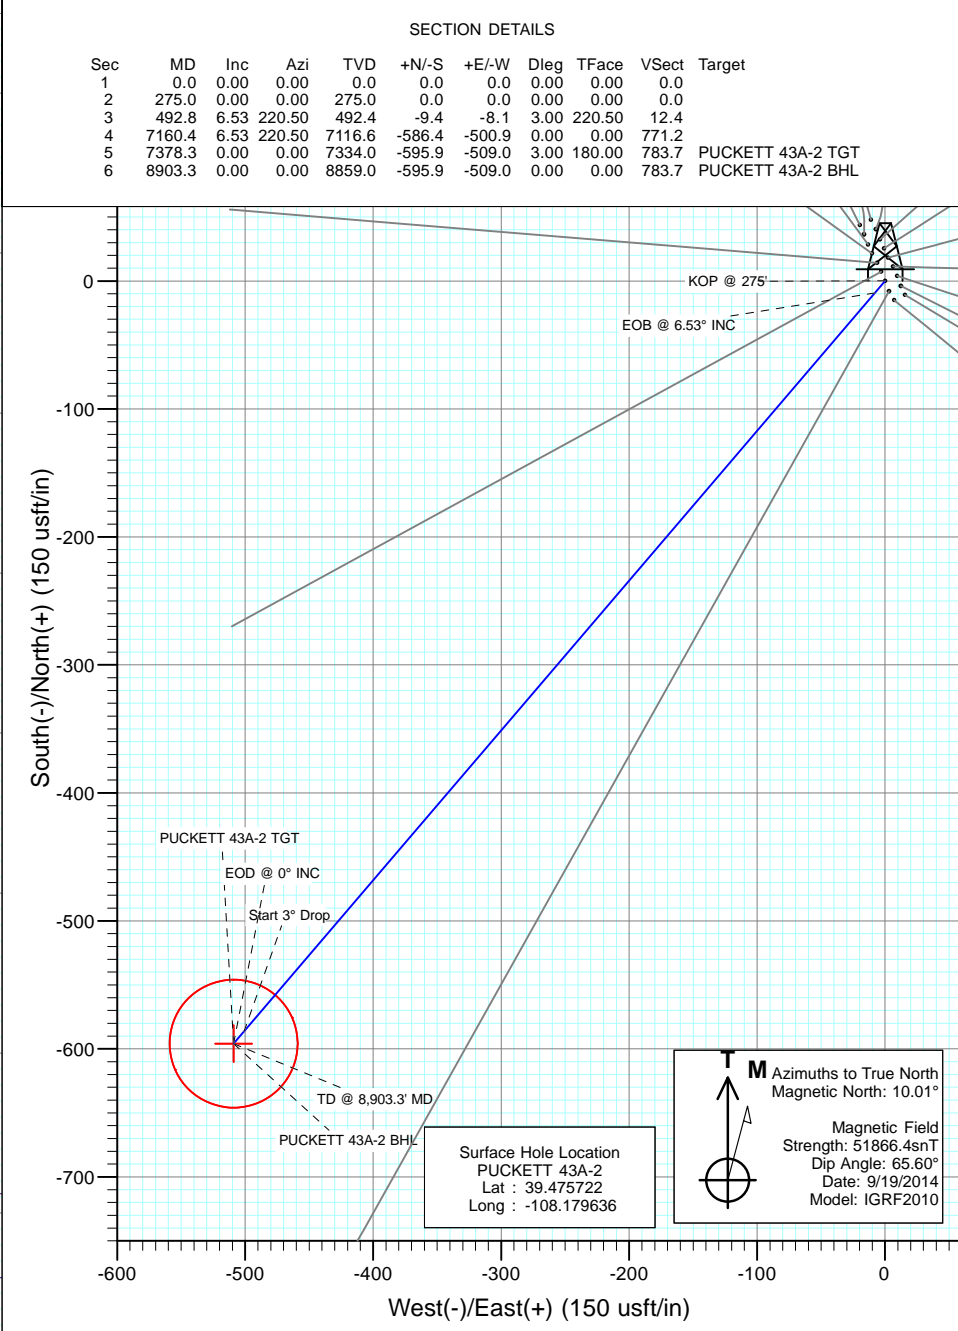 SECTION DETAILS
Sec MD Inc Azi TVD +N/-S +E/-W Dleg TFace VSect Target
1 0.0 0.00 0.00 0.0 0.0 0.0 0.00 0.00 0.0
2 275.0 0.00 0.00 275.0 0.0 0.0 0.00 0.00 0.0
3 492.8 6.53 220.50 492.4 -9.4 -8.1 3.00 220.50 12.4
4 7160.4 6.53 220.50 7116.6 -586.4 -500.9 0.00 0.00 771.2
5 7378.3 0.00 0.00 7334.0 -595.9 -509.0 3.00 180.00 783.7 PUCKETT 43A-2 TGT
6 8903.3 0.00 0.00 8859.0 -595.9 -509.0 0.00 0.00 783.7 PUCKETT 43A-2 BHL
0
-100
-200
-300
-400
-500
-600
-700
South(-)/North(+) (150 usft/in)
KOP @ 275'
EOB @ 6.53° INC
PUCKETT 43A-2 TGT
EOD @ 0° INC
Start 3° Drop
TD @ 8,903.3' MD
PUCKETT 43A-2 BHL
Surface Hole Location
PUCKETT 43A-2
Lat : 39.475722
Long : -108.179636
T
M
Azimuths to True North
Magnetic North: 10.01°
Magnetic Field
Strength: 51866.4snT
Dip Angle: 65.60°
Date: 9/19/2014
Model: IGRF2010
-600 -500 -400 -300 -200 -100 0
West(-)/East(+) (150 usft/in)